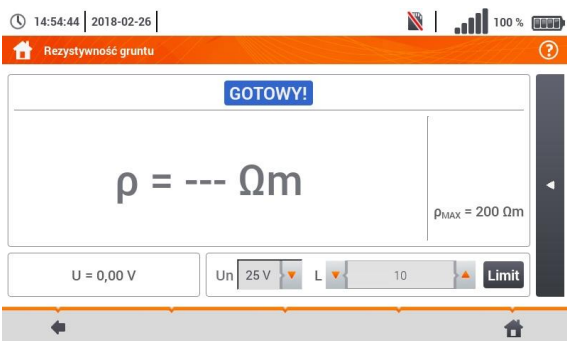 14:54:44 2018-02-26 100 %
Rezystywność gruntu ?
GOTOWY!
ρ = --- Ωm
ρMAX = 200 Ωm
U = 0,00 V Un 25 V L 10 Limit